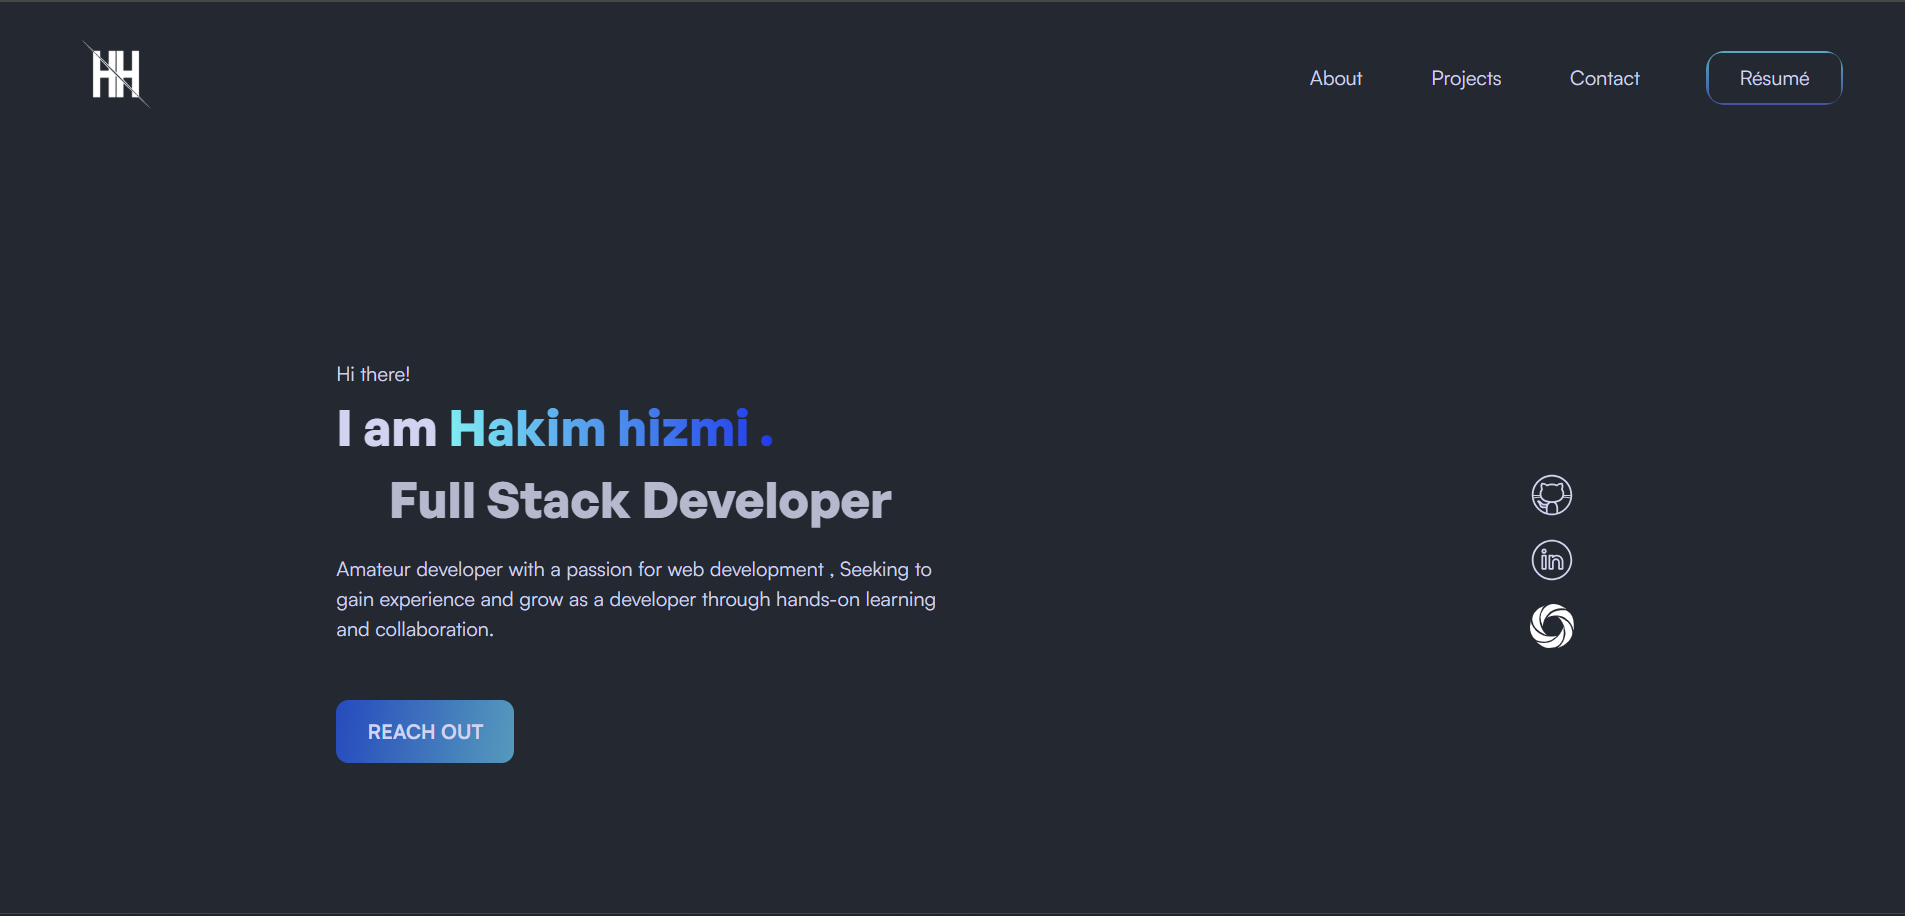 HH
About
Projects
Contact
Résumé
Hi there!
I am Hakim hizmi .
Full Stack Developer
Amateur developer with a passion for web development , Seeking to
gain experience and grow as a developer through hands-on learning
and collaboration.
in
REACH OUT